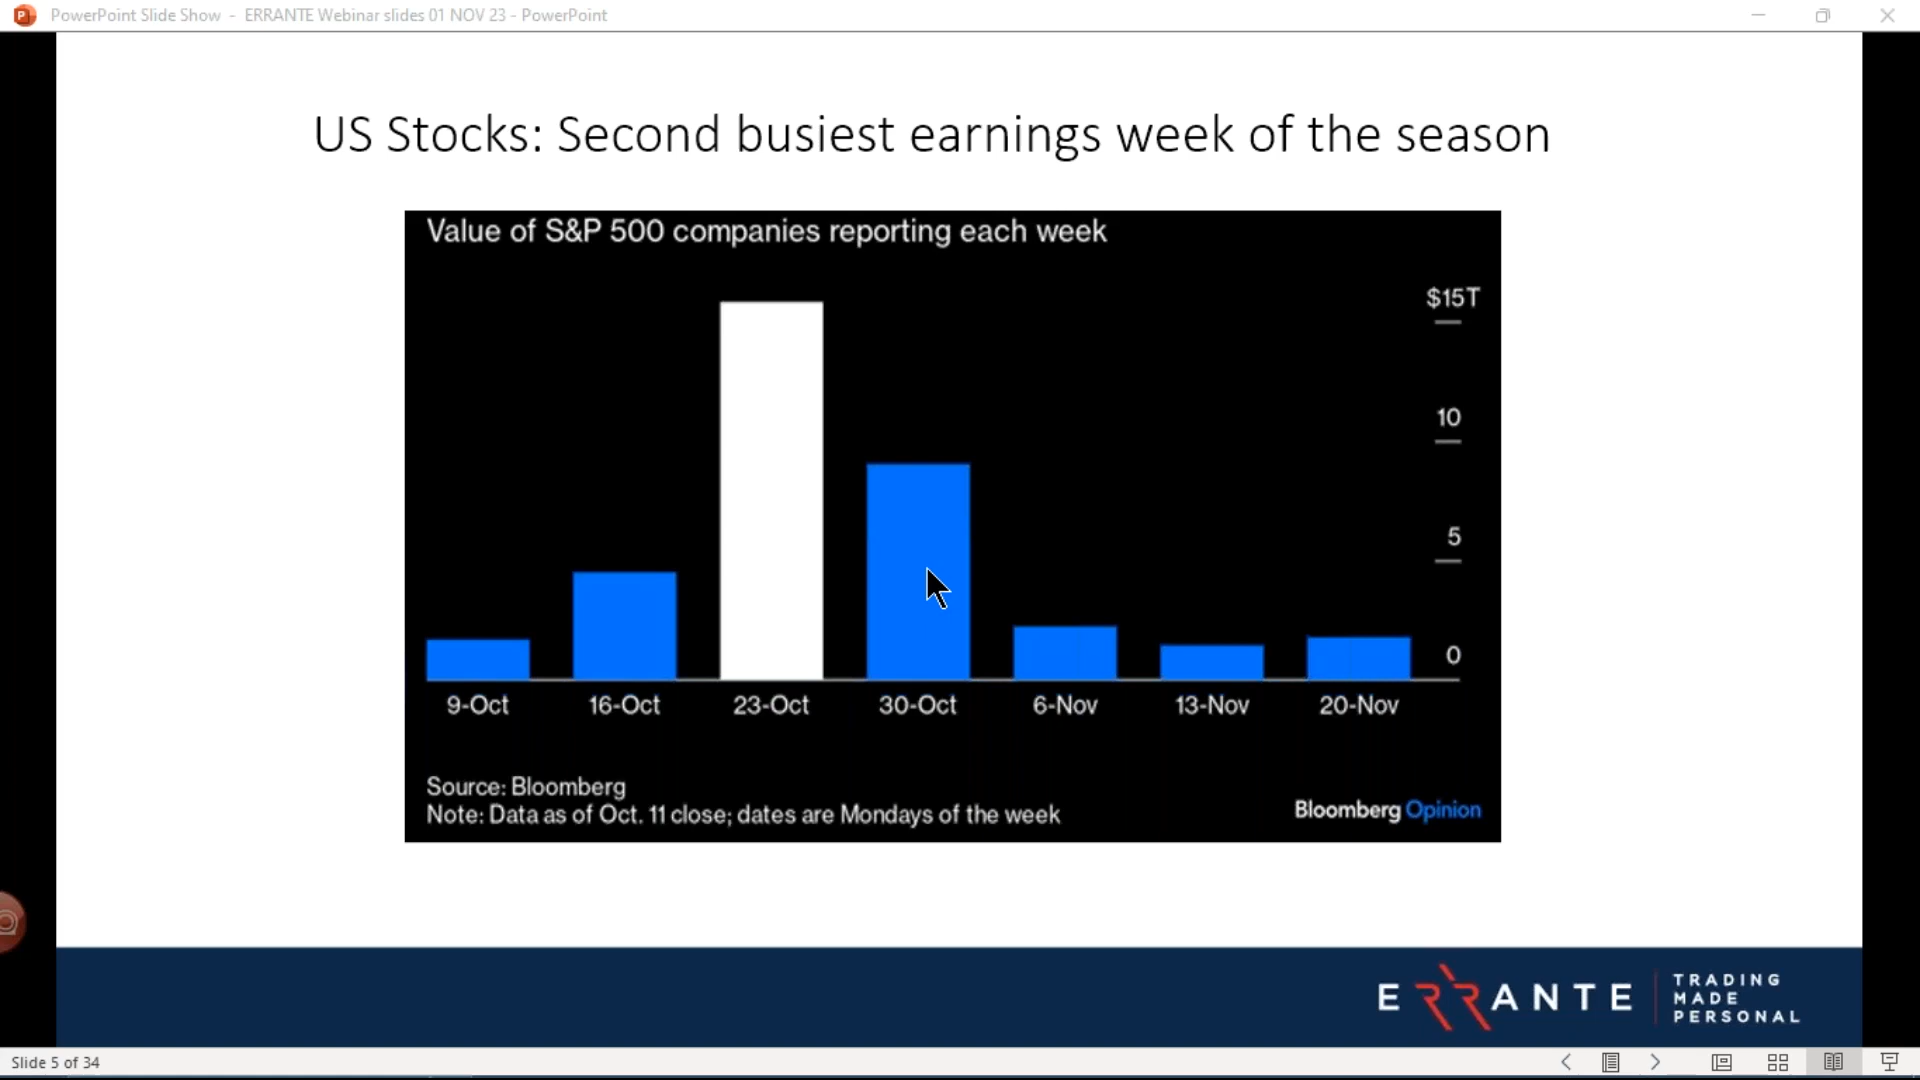 PowerPoint Slide Show - ERRANTE Webinar slides 01 NOV 23 - PowerPoint
US Stocks: Second busiest earnings week of the season
Value of S&P 500 companies reporting each week
$15T
10
5
0
9-Oct 16-Oct 23-Oct 30-Oct 6-Nov 13-Nov 20-Nov
Source: Bloomberg
Note: Data as of Oct. 11 close; dates are Mondays of the week
Bloomberg Opinion
ERRANTE
TRADING
MADE
PERSONAL
Slide 5 of 34